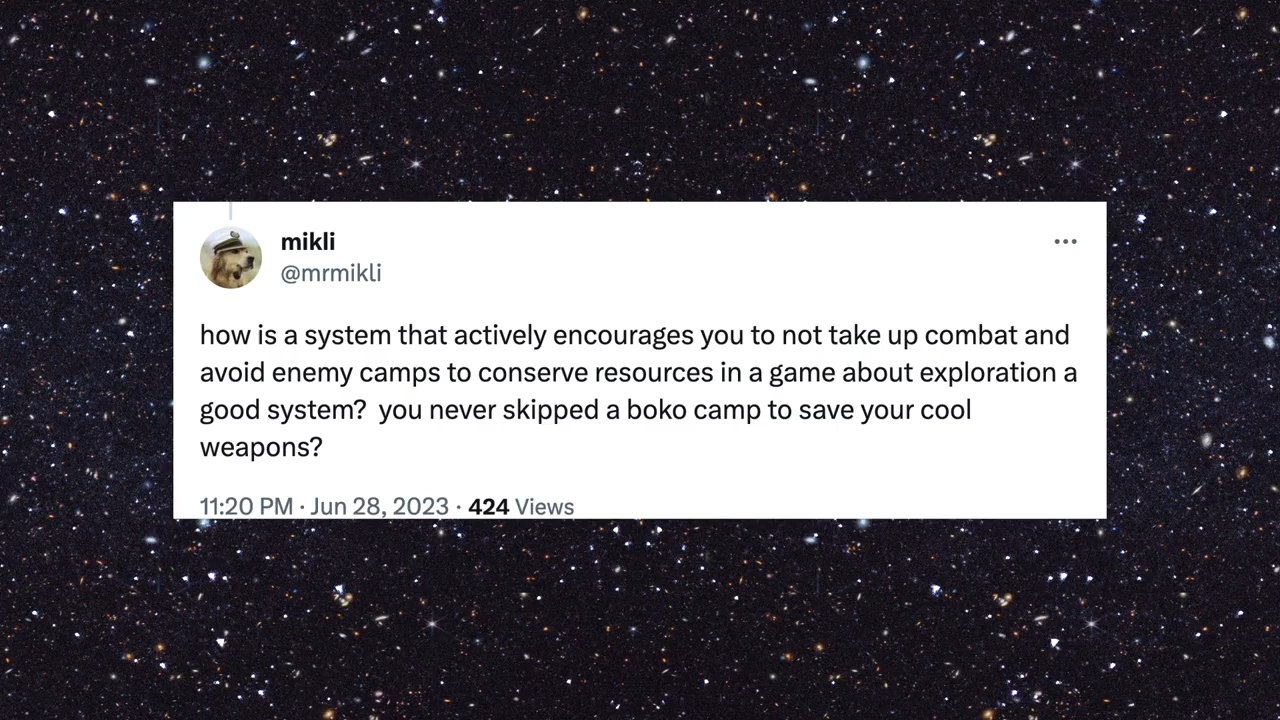 mikli
@mrmikli
how is a system that actively encourages you to not take up combat and
avoid enemy camps to conserve resources in a game about exploration a
good system?  you never skipped a boko camp to save your cool
weapons?
11:20 PM · Jun 28, 2023 · 424 Views